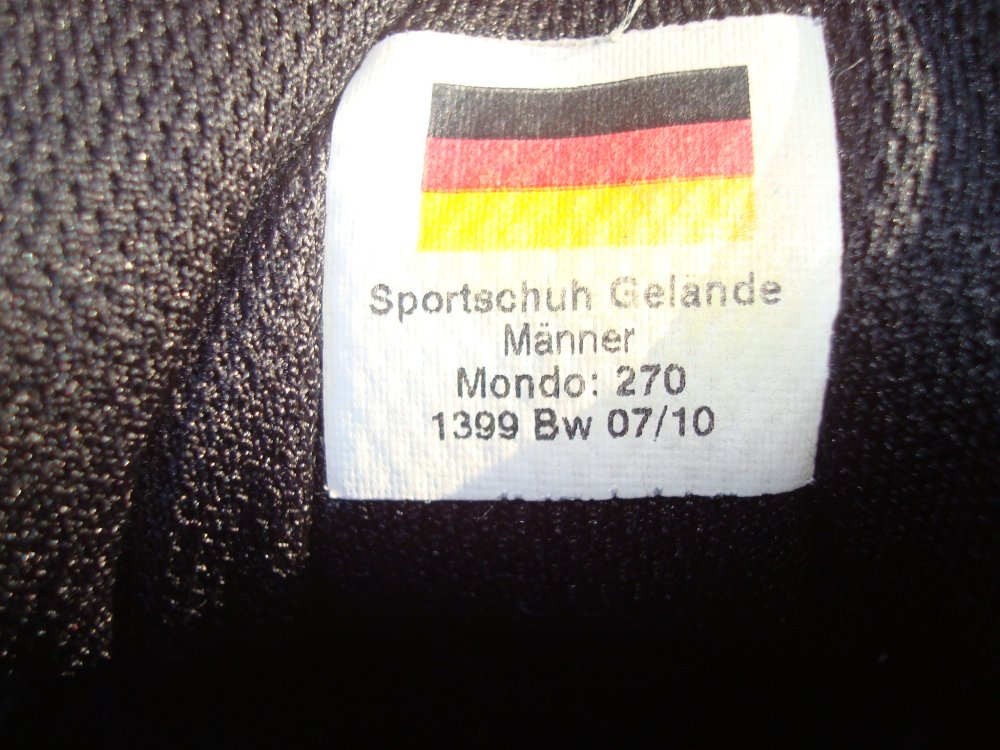 Sportschuh Gelände
Männer
Mondo: 270
1399 Bw 07/10